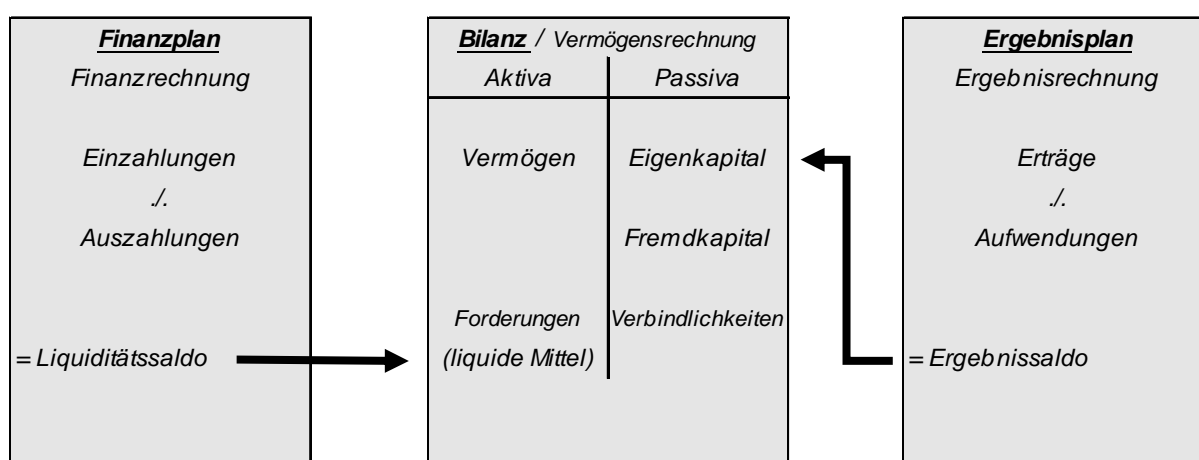 Finanzplan
Finanzrechnung
Einzahlungen
./.
Auszahlungen
= Liquiditätssaldo
Bilanz / Vermögensrechnung
Aktiva Passiva
Vermögen Eigenkapital
Fremdkapital
Forderungen Verbindlichkeiten
(liquide Mittel)
Ergebnisplan
Ergebnisrechnung
Erträge
./.
Aufwendungen
= Ergebnissaldo